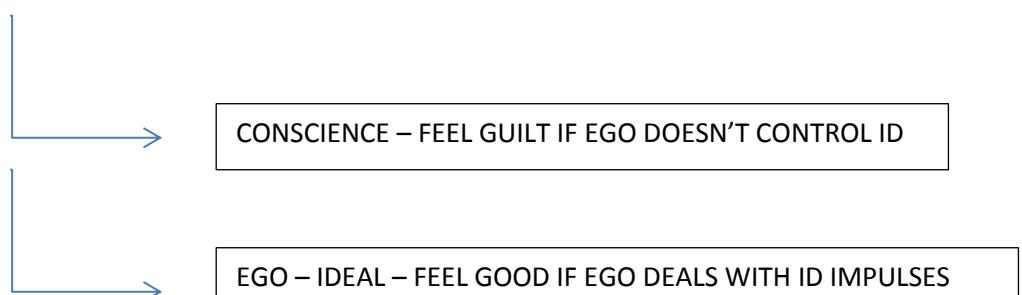 CONSCIENCE – FEEL GUILT IF EGO DOESN’T CONTROL ID
EGO – IDEAL – FEEL GOOD IF EGO DEALS WITH ID IMPULSES